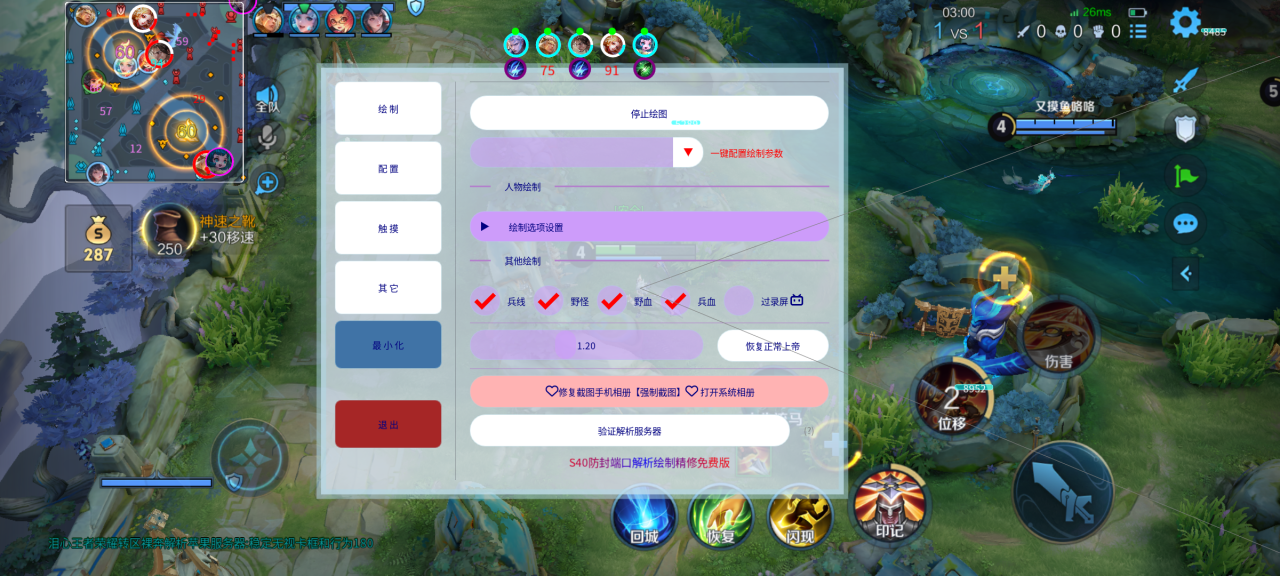 60
59
57
12
60
全队
S
287
250
神速之靴
+30移速
75
91
03:00
26ms
1 VS 1
0
0
0
8485
5
又摸鱼咯咯
4
绘制
配置
触摸
其它
最小化
退出
停止绘图
一键配置绘制参数
人物绘制
绘制选项设置
4
其他绘制
兵线
野怪
野血
兵血
过录屏
1.20
恢复正常上帝
修复截图手机相册【强制截图】
打开系统相册
验证解析服务器
(?)
S40防封端口解析绘制精修免费版
伤害
2
8952
位移
印记
回城
恢复
闪现